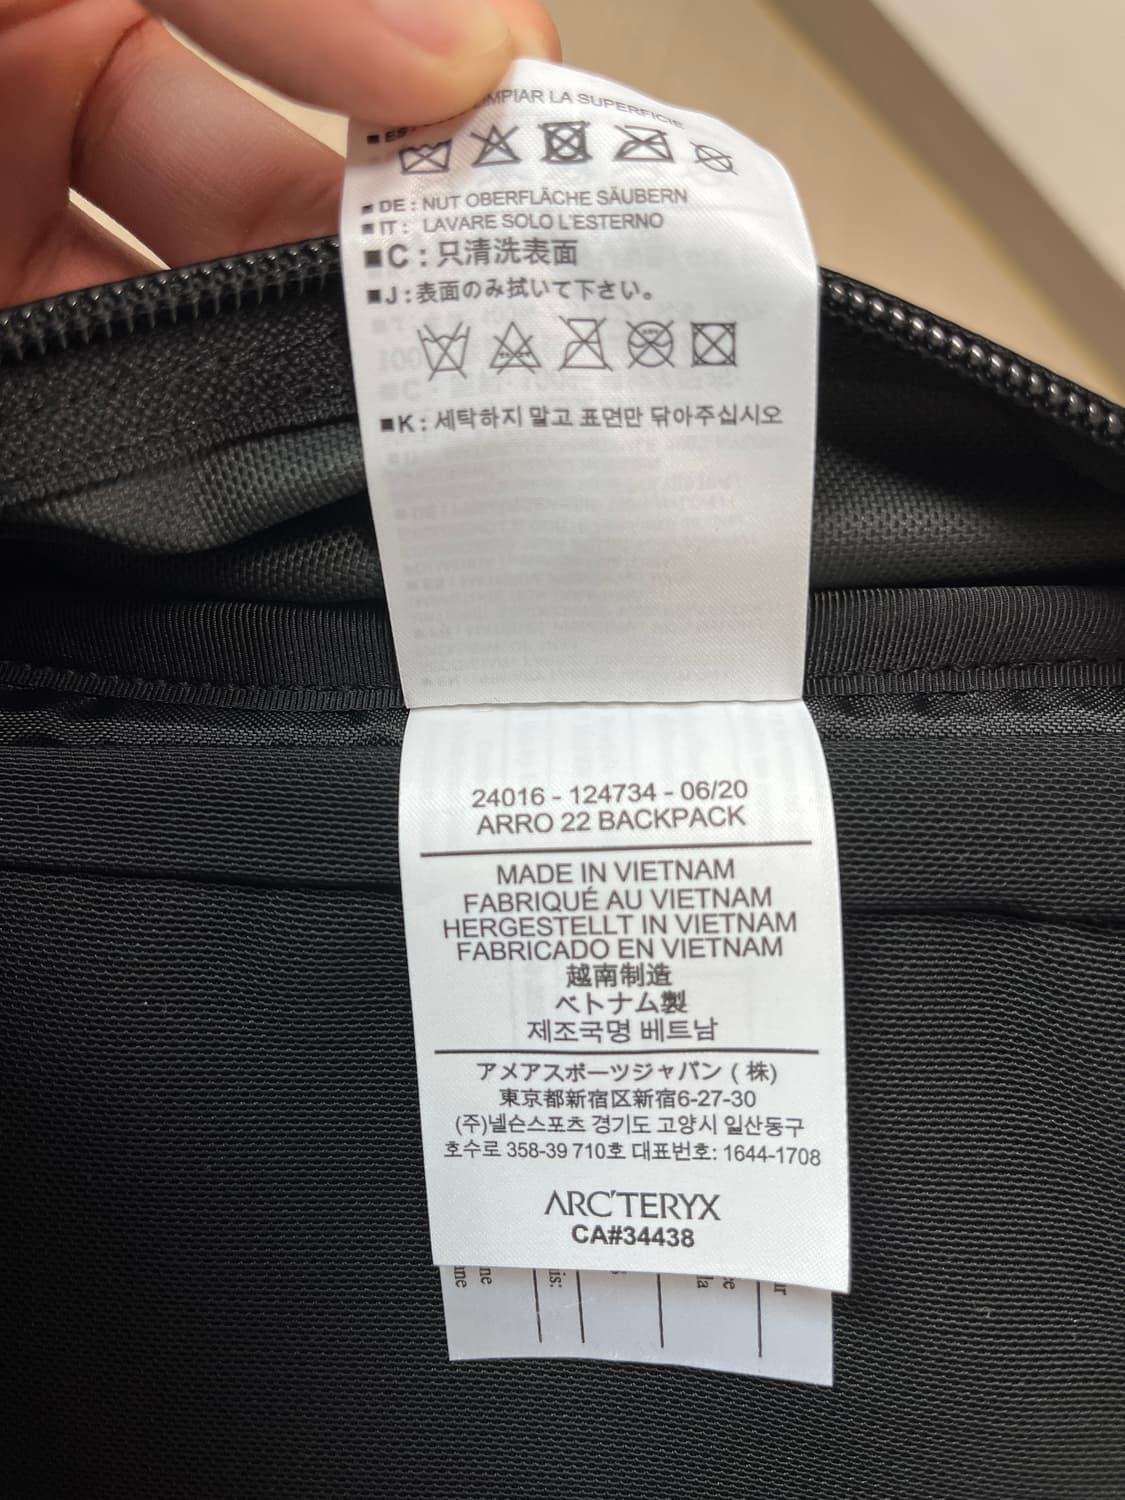 ■ES: LIMPIAR LA SUPERFICIE
■DE : NUT OBERFLÄCHE SÄUBERN
■IT : LAVARE SOLO L'ESTERNO
■C : 只清洗表面
■J : 表面のみ拭いて下さい。
■K : 세탁하지 말고 표면만 닦아주십시오
24016 - 124734 - 06/20
ARRO 22 BACKPACK
MADE IN VIETNAM
FABRIQUÉ AU VIETNAM
HERGESTELLT IN VIETNAM
FABRICADO EN VIETNAM
越南制造
ベトナム製
제조국명 베트남
アメアスポーツジャパン ( 株)
東京都新宿区新宿6-27-30
(주)넬슨스포츠 경기도 고양시 일산동구
호수로 358-39 710호 대표번호: 1644-1708
ARC'TERYX
CA#34438